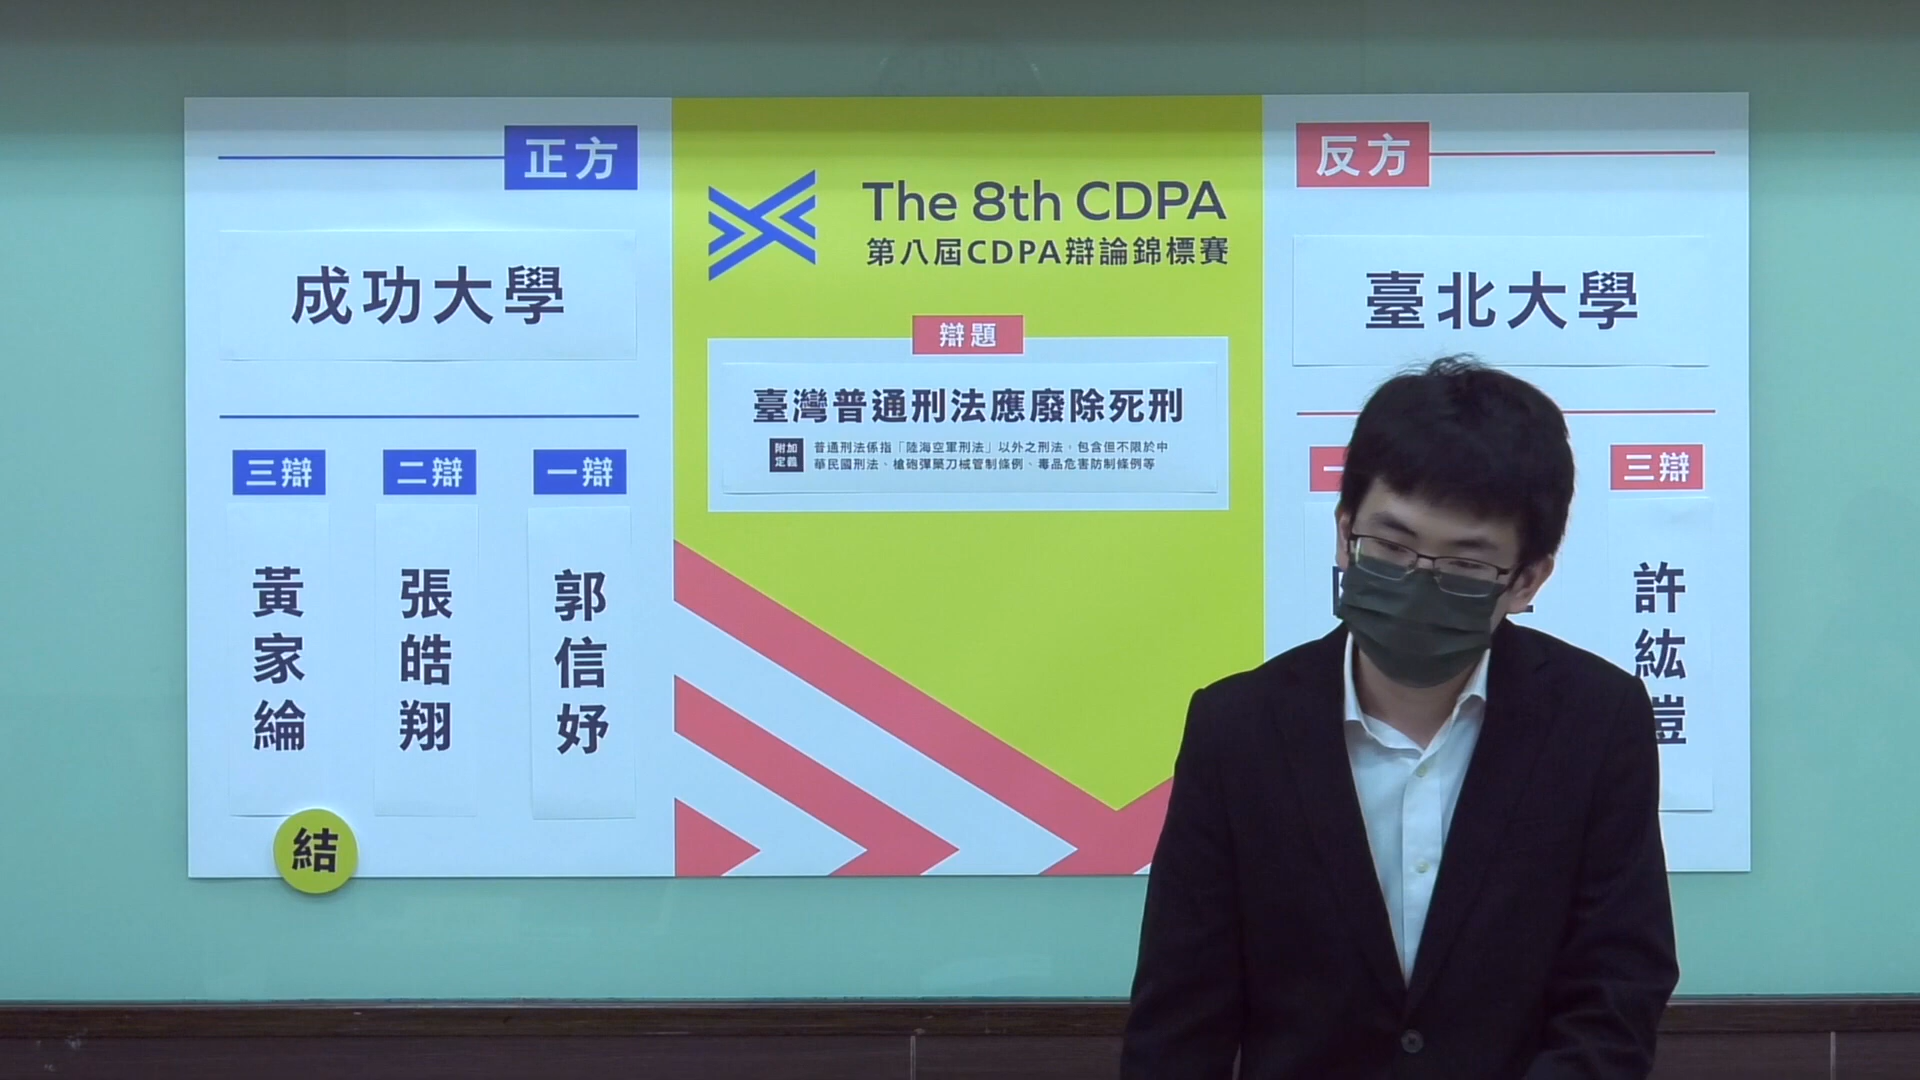 正方
成功大學
三辯
二辯
一辯
黃家綸
張皓翔
郭信妤
結
The 8th CDPA
第八屆CDPA辯論錦標賽
辯題
臺灣普通刑法應廢除死刑
附加
定義
普通刑法係指「陸海空軍刑法」以外之刑法,包含但不限於中
華民國刑法、槍砲彈藥刀械管制條例、毒品危害防制條例等
反方
臺北大學
三辯
許紘愷